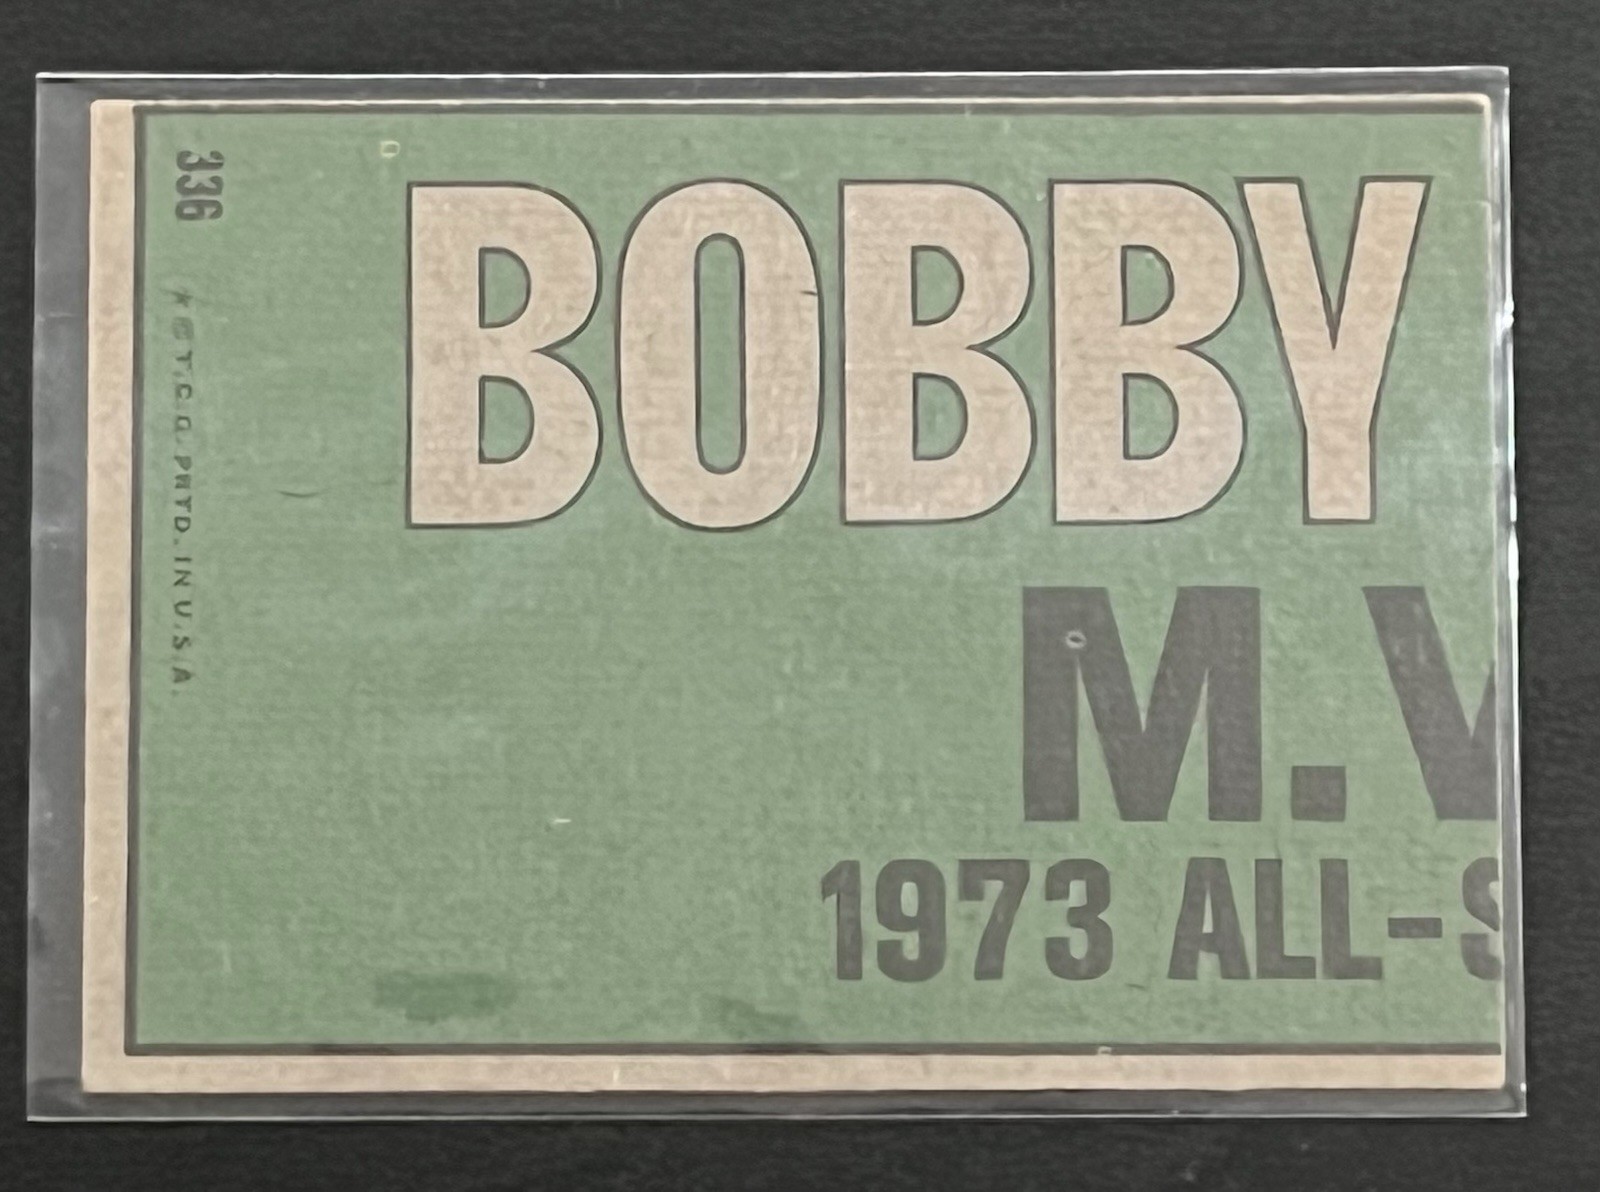 336
* © T.C.G. PRTD. IN U.S.A.
BOBBY
M.V
1973 ALL-S